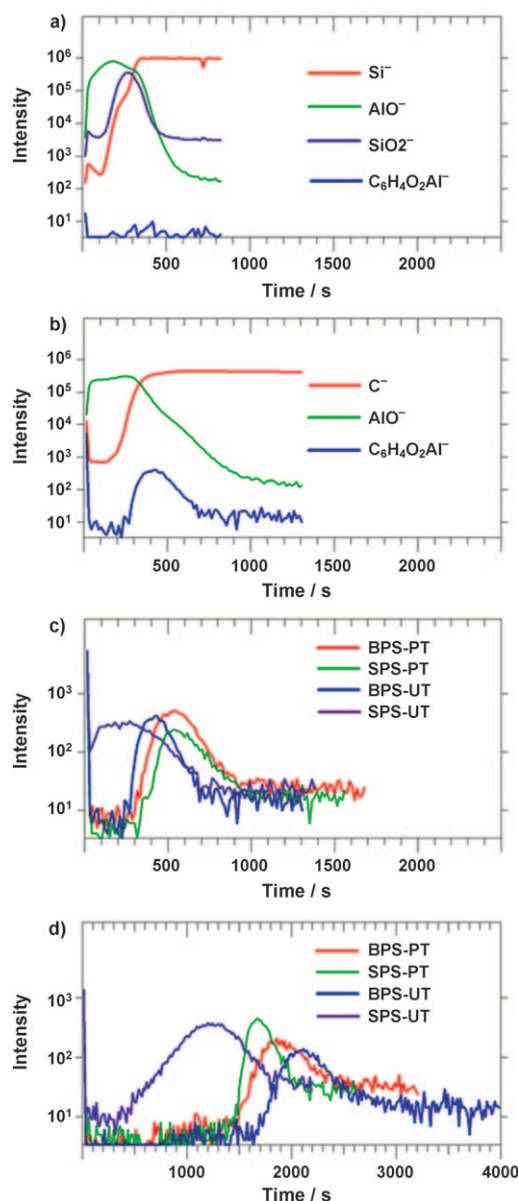 a)
10⁶
10⁵
10⁴
10³
10²
10¹
Intensity
Si⁻
AlO⁻
SiO2⁻
C₆H₄O₂Al⁻
500 1000 1500 2000
Time / s
b)
10⁶
10⁵
10⁴
10³
10²
10¹
Intensity
C⁻
AlO⁻
C₆H₄O₂Al⁻
500 1000 1500 2000
Time / s
c)
10³
10²
10¹
Intensity
BPS-PT
SPS-PT
BPS-UT
SPS-UT
500 1000 1500 2000
Time / s
d)
10³
10²
10¹
Intensity
BPS-PT
SPS-PT
BPS-UT
SPS-UT
1000 2000 3000 4000
Time / s